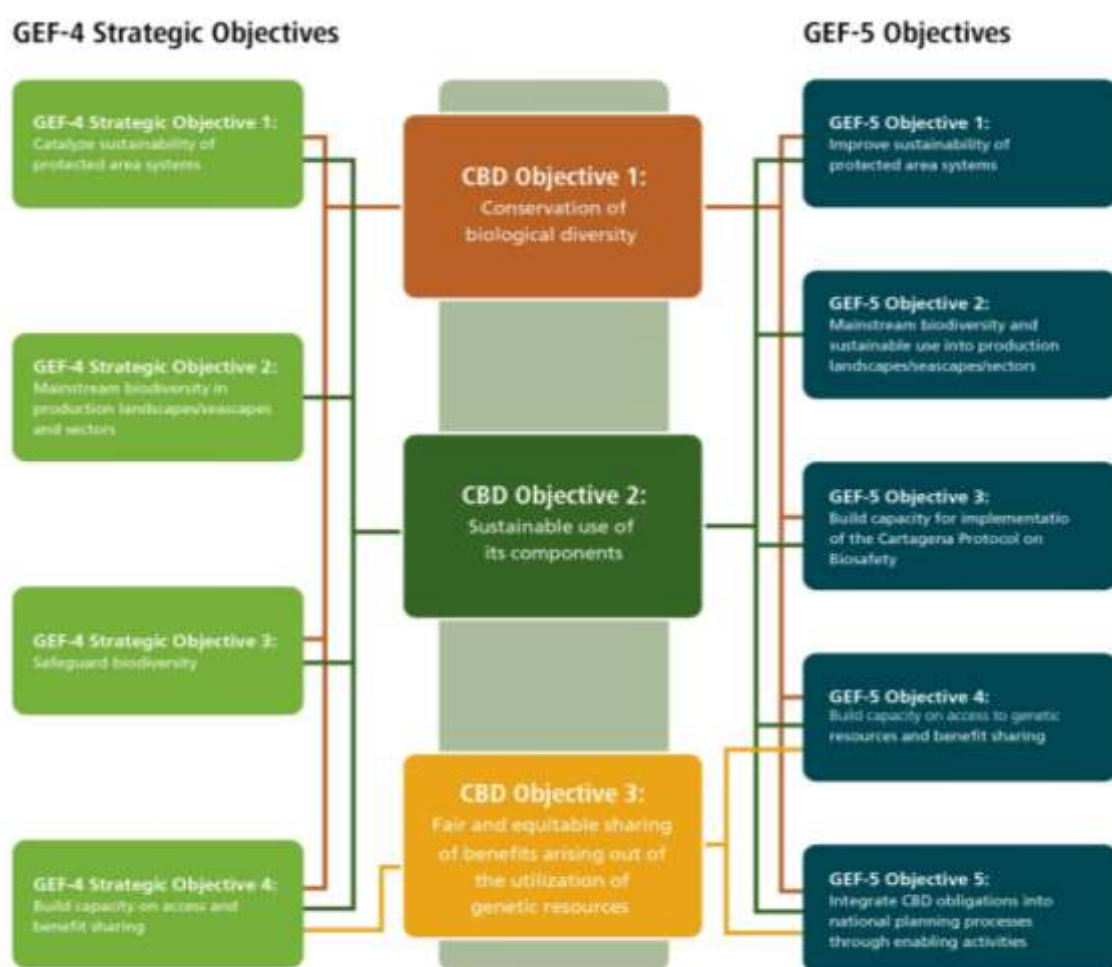 GEF-4 Strategic Objectives
GEF-4 Strategic Objective 1:
Catalyze sustainability of
protected area systems
GEF-4 Strategic Objective 2:
Mainstream biodiversity in
production landscapes/seascapes
and sectors
GEF-4 Strategic Objective 3:
Safeguard biodiversity
GEF-4 Strategic Objective 4:
Build capacity on access and
benefit sharing
CBD Objective 1:
Conservation of
biological diversity
CBD Objective 2:
Sustainable use of
its components
CBD Objective 3:
Fair and equitable sharing
of benefits arising out of
the utilization of
genetic resources
GEF-5 Objectives
GEF-5 Objective 1:
Improve sustainability of
protected area systems
GEF-5 Objective 2:
Mainstream biodiversity and
sustainable use into production
landscapes/seascapes/sectors
GEF-5 Objective 3:
Build capacity for implementatio
of the Cartagena Protocol on
Biosafety
GEF-5 Objective 4:
Build capacity on access to genetic
resources and benefit sharing
GEF-5 Objective 5:
Integrate CBD obligations into
national planning processes
through enabling activities